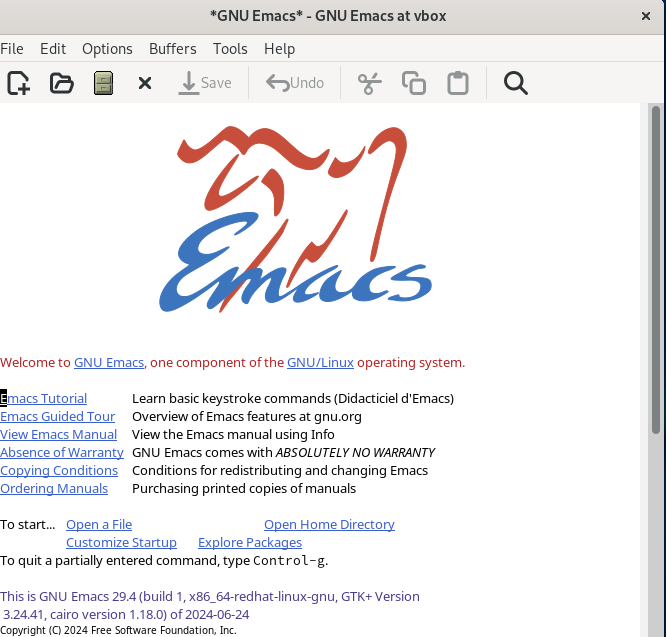 *GNU Emacs* - GNU Emacs at vbox
File Edit Options Buffers Tools Help
Save Undo
Emacs
Welcome to GNU Emacs, one component of the GNU/Linux operating system.
Emacs Tutorial Learn basic keystroke commands (Didacticiel d'Emacs)
Emacs Guided Tour Overview of Emacs features at gnu.org
View Emacs Manual View the Emacs manual using Info
Absence of Warranty GNU Emacs comes with ABSOLUTELY NO WARRANTY
Copying Conditions Conditions for redistributing and changing Emacs
Ordering Manuals Purchasing printed copies of manuals
To start... Open a File Open Home Directory
Customize Startup Explore Packages
To quit a partially entered command, type Control-g.
This is GNU Emacs 29.4 (build 1, x86_64-redhat-linux-gnu, GTK+ Version
3.24.41, cairo version 1.18.0) of 2024-06-24
Copyright (C) 2024 Free Software Foundation, Inc.